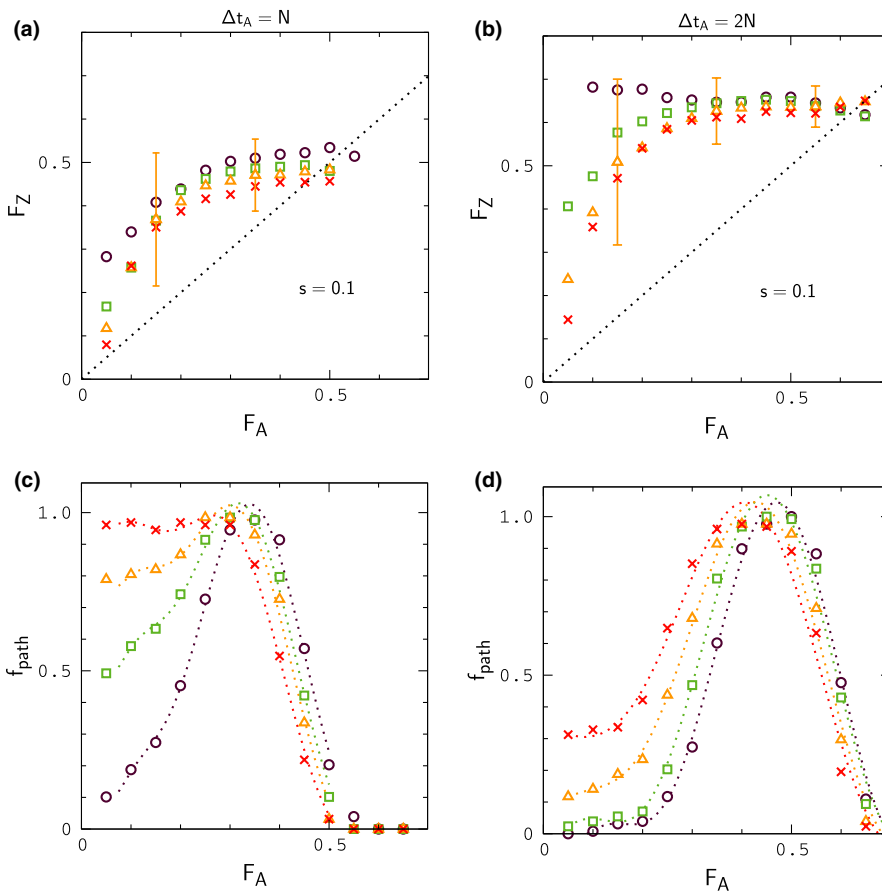 (a)
Δt_A = N
F_Z
0.5
0
0
0.5
F_A
s = 0.1
(b)
Δt_A = 2N
F_Z
0.5
0
0
0.5
F_A
s = 0.1
(c)
f_path
1.0
0.5
0
0
0.5
F_A
(d)
f_path
1.0
0.5
0
0
0.5
F_A